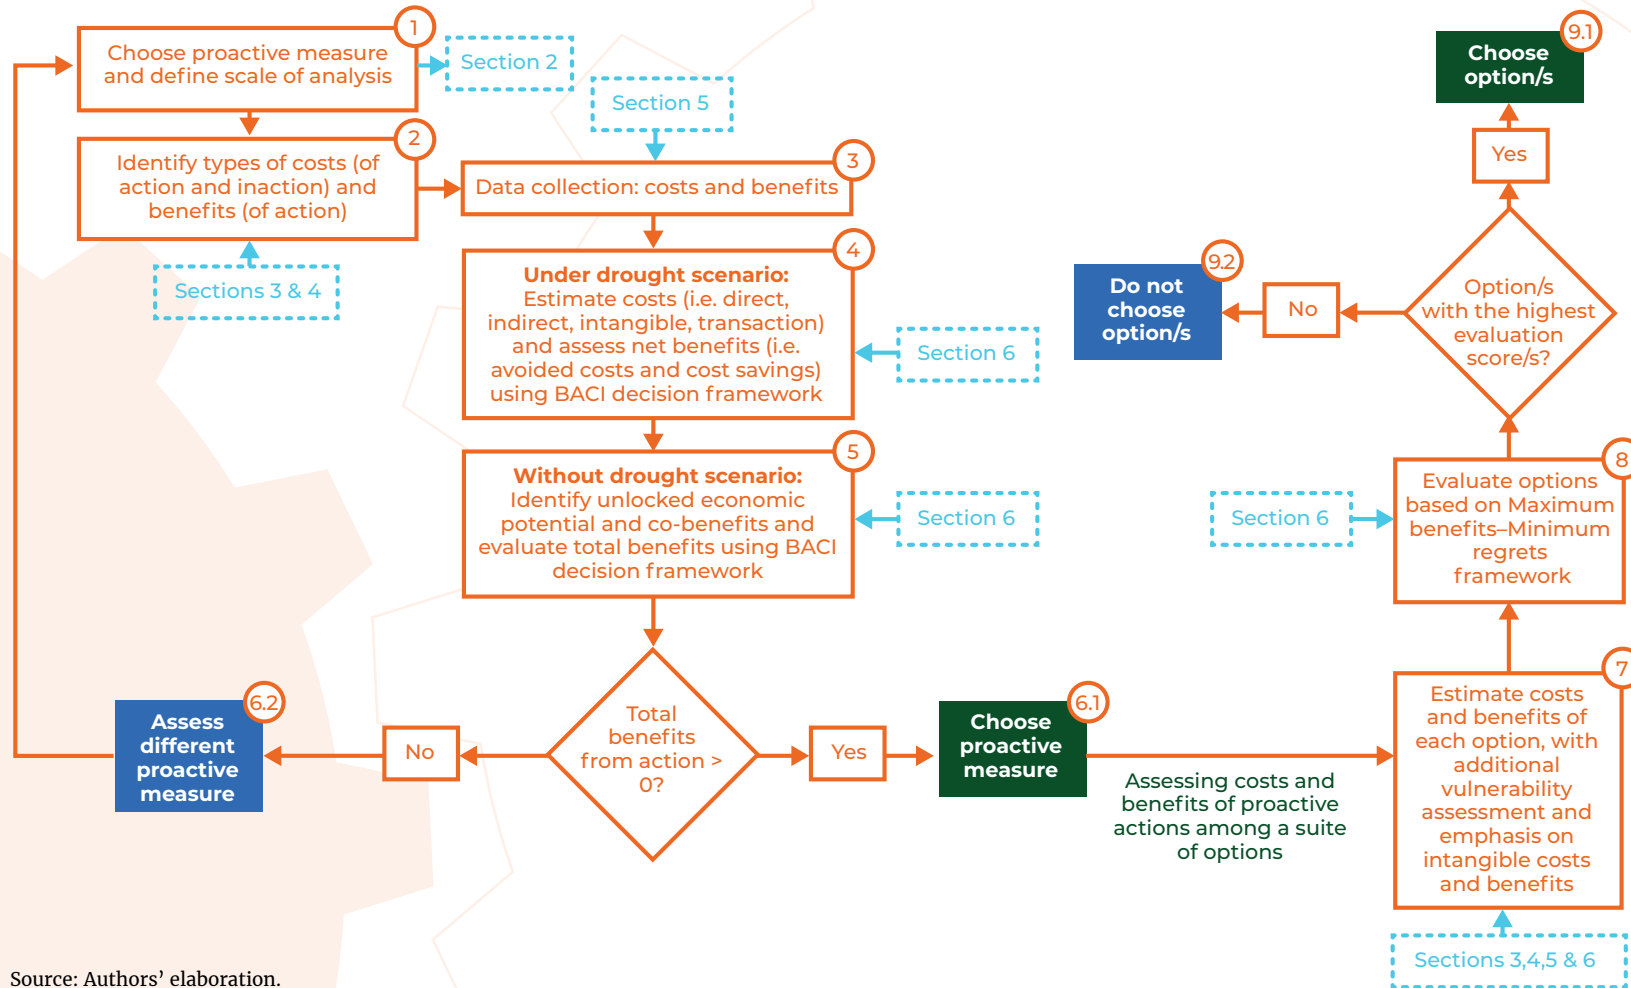 1
Choose proactive measure
and define scale of analysis
Section 2
2
Identify types of costs (of
action and inaction) and
benefits (of action)
Sections 3 & 4
Section 5
3
Data collection: costs and benefits
4
Under drought scenario:
Estimate costs (i.e. direct,
indirect, intangible, transaction)
and assess net benefits (i.e.
avoided costs and cost savings)
using BACI decision framework
Section 6
5
Without drought scenario:
Identify unlocked economic
potential and co-benefits and
evaluate total benefits using BACI
decision framework
Section 6
Total
benefits
from action >
0?
No
6.2
Assess
different
proactive
measure
Yes
6.1
Choose
proactive
measure
Assessing costs and
benefits of proactive
actions among a suite
of options
7
Estimate costs
and benefits of
each option, with
additional
vulnerability
assessment and
emphasis on
intangible costs
and benefits
Sections 3,4,5 & 6
8
Evaluate options
based on Maximum
benefits–Minimum
regrets
framework
Section 6
Option/s
with the highest
evaluation
score/s?
No
9.2
Do not
choose
option/s
Yes
9.1
Choose
option/s
Source: Authors’ elaboration.